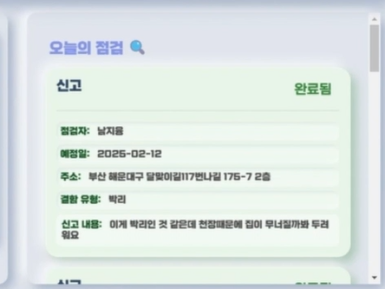 오늘의 점검 🔍
신고
완료됨
점검자: 남지음
예정일: 2025-02-12
주소: 부산 해운대구 달맞이길117번나길 175-7 2층
결함 유형: 박리
신고 내용: 이게 박리인 것 같은데 천장때문에 집이 무너질까봐 두려
워요
신고
완료됨